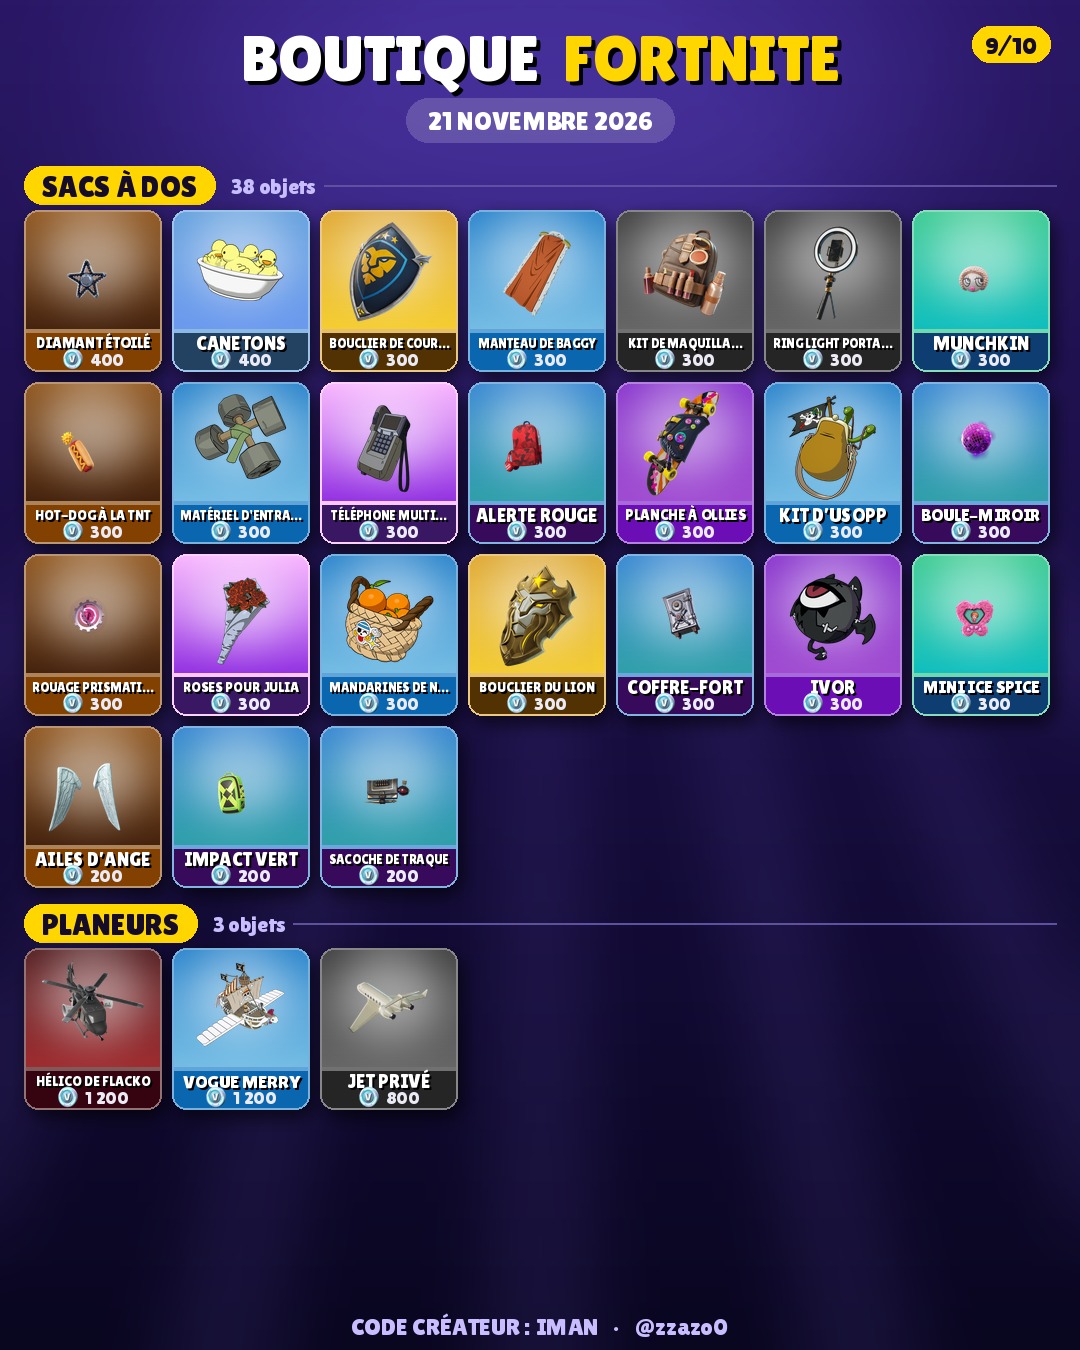 BOUTIQUE FORTNITE
9/10
21 NOVEMBRE 2026
SACS À DOS 38 objets
DIAMANT ÉTOILÉ
400
CANETONS
400
BOUCLIER DE COUR...
300
MANTEAU DE BAGGY
300
KIT DE MAQUILLA...
300
RING LIGHT PORTA...
300
MUNCHKIN
300
HOT-DOG À LA TNT
300
MATÉRIEL D'ENTRA...
300
TÉLÉPHONE MULTI...
300
ALERTE ROUGE
300
PLANCHE À OLLIES
300
KIT D'USOPP
300
BOULE-MIROIR
300
ROUAGE PRISMATI...
300
ROSES POUR JULIA
300
MANDARINES DE N...
300
BOUCLIER DU LION
300
COFFRE-FORT
300
IVOR
300
MINI ICE SPICE
300
AILES D'ANGE
200
IMPACT VERT
200
SACOCHE DE TRAQUE
200
PLANEURS 3 objets
HÉLICO DE FLACKO
1 200
VOGUE MERRY
1 200
JET PRIVÉ
800
CODE CRÉATEUR : IMAN · @zzazo0